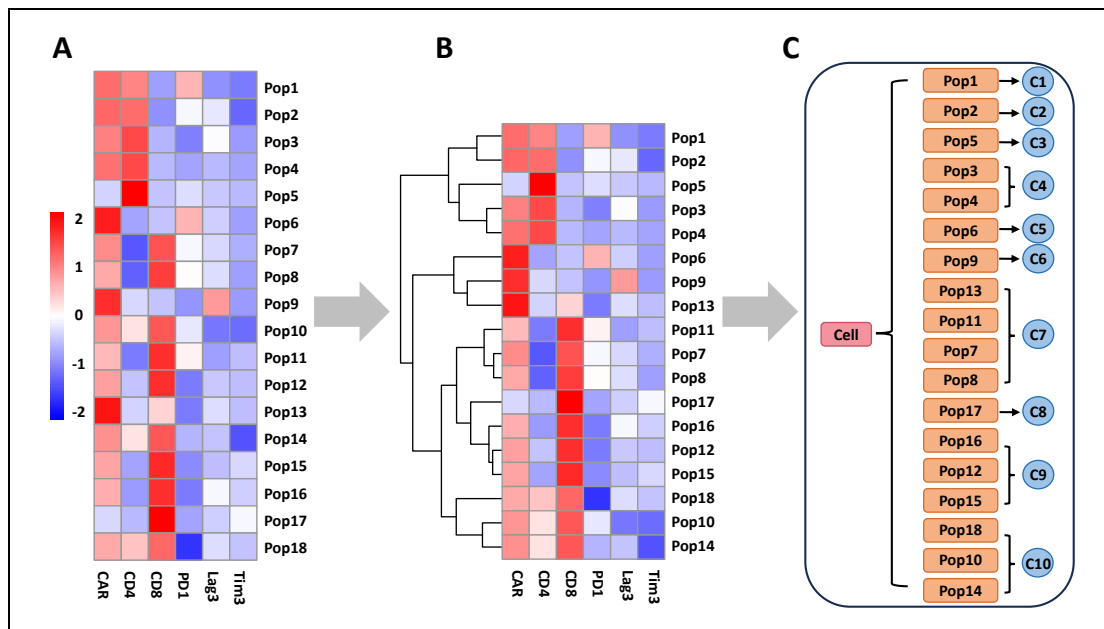 A
Pop1
Pop2
Pop3
Pop4
Pop5
Pop6
Pop7
Pop8
Pop9
Pop10
Pop11
Pop12
Pop13
Pop14
Pop15
Pop16
Pop17
Pop18
2
1
0
-1
-2
CAR
CD4
CD8
PD1
Lag3
Tim3
B
Pop1
Pop2
Pop5
Pop3
Pop4
Pop6
Pop9
Pop13
Pop11
Pop7
Pop8
Pop17
Pop16
Pop12
Pop15
Pop18
Pop10
Pop14
CAR
CD4
CD8
PD1
Lag3
Tim3
C
Cell
Pop1 C1
Pop2 C2
Pop5 C3
Pop3
Pop4
C4
Pop6 C5
Pop9 C6
Pop13
Pop11
Pop7
Pop8
C7
Pop17 C8
Pop16
Pop12
Pop15
C9
Pop18
Pop10
Pop14
C10